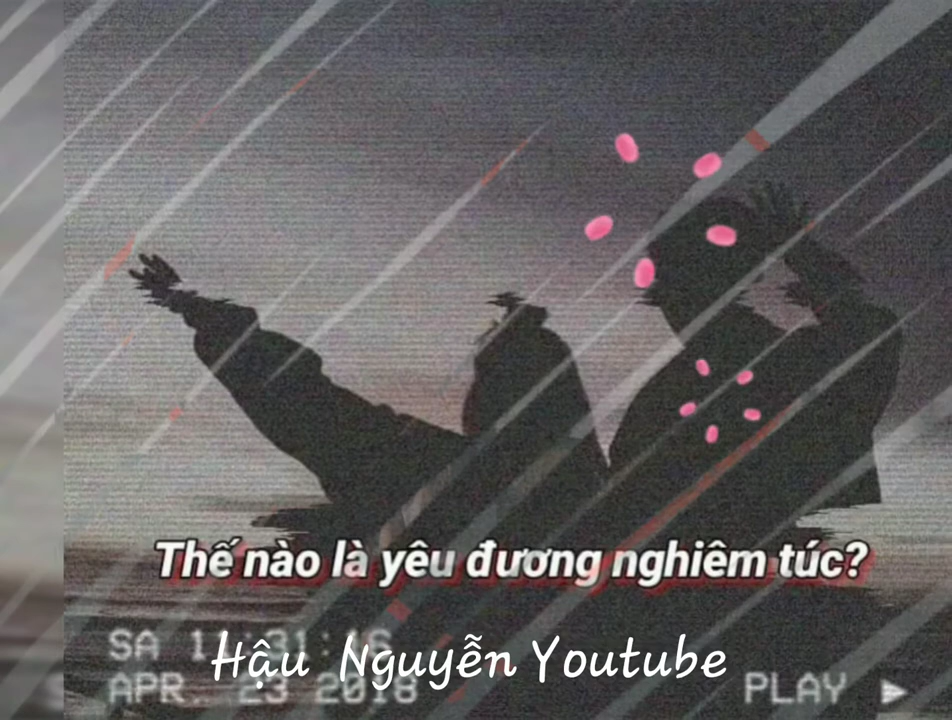 Thế nào là yêu đương nghiêm túc?
Hậu Nguyễn Youtube
SA
APR. 23 2018
PLAY